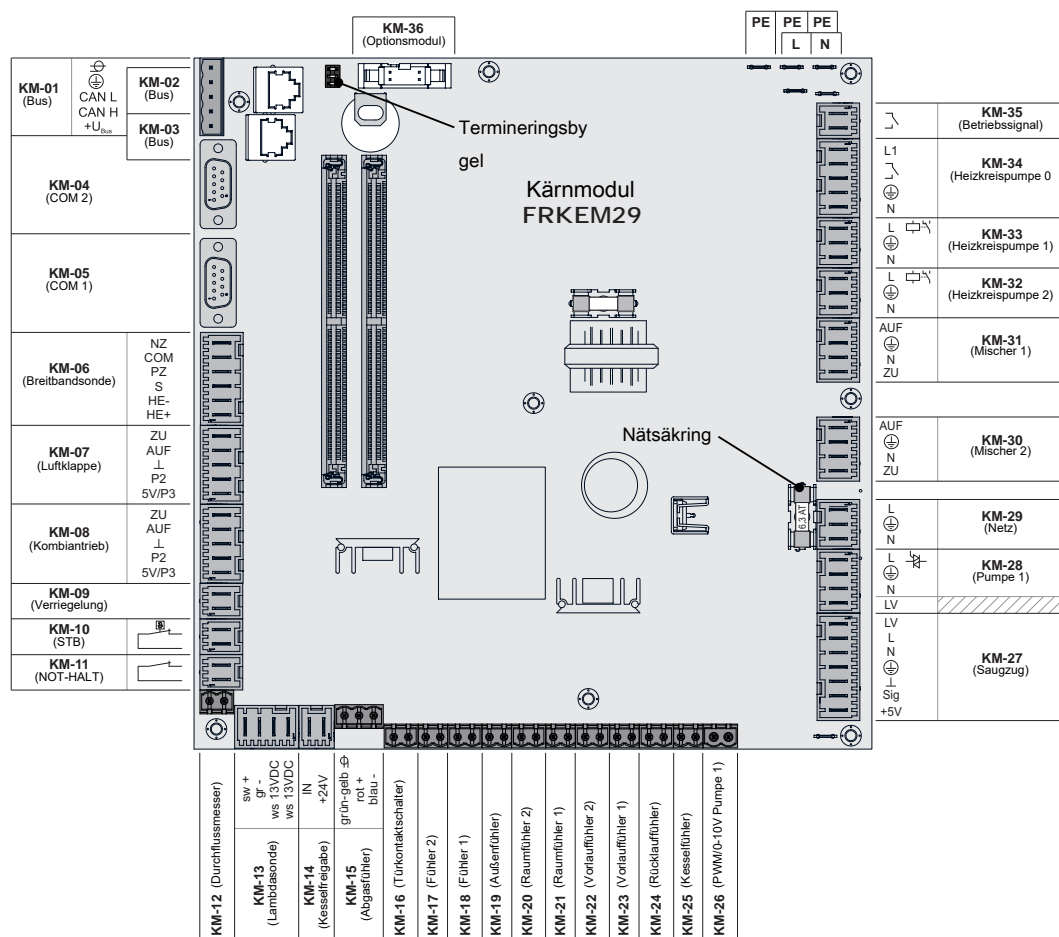 KM-36
(Optionsmodul)
PE PE PE
L N
KM-01
(Bus)
CAN L
CAN H
+UBus
KM-02
(Bus)
KM-03
(Bus)
KM-04
(COM 2)
KM-05
(COM 1)
KM-06
(Breitbandsonde)
NZ
COM
PZ
S
HE-
HE+
KM-07
(Luftklappe)
ZU
AUF
⊥
P2
5V/P3
KM-08
(Kombiantrieb)
ZU
AUF
⊥
P2
5V/P3
KM-09
(Verriegelung)
KM-10
(STB)
KM-11
(NOT-HALT)
Termineringsby
gel
Kärnmodul
FRKEM29
Nätsäkring
6,3 AT
KM-35
(Betriebssignal)
L1
N
KM-34
(Heizkreispumpe 0
L
N
KM-33
(Heizkreispumpe 1)
L
N
KM-32
(Heizkreispumpe 2)
AUF
N
ZU
KM-31
(Mischer 1)
AUF
N
ZU
KM-30
(Mischer 2)
L
N
KM-29
(Netz)
L
N
LV
KM-28
(Pumpe 1)
LV
L
N
⊥
Sig
+5V
KM-27
(Saugzug)
KM-12 (Durchflussmesser)
sw +
gr -
ws 13VDC
ws 13VDC
KM-13
(Lambdasonde)
IN
+24V
KM-14
(Kesselfreigabe)
grün-gelb
rot +
blau -
KM-15
(Abgasfühler)
KM-16 (Türkontaktschalter)
KM-17 (Fühler 2)
KM-18 (Fühler 1)
KM-19 (Außenfühler)
KM-20 (Raumfühler 2)
KM-21 (Raumfühler 1)
KM-22 (Vorlauffühler 2)
KM-23 (Vorlauffühler 1)
KM-24 (Rücklauffühler)
KM-25 (Kesselfühler)
KM-26 (PWM/0-10V Pumpe 1)